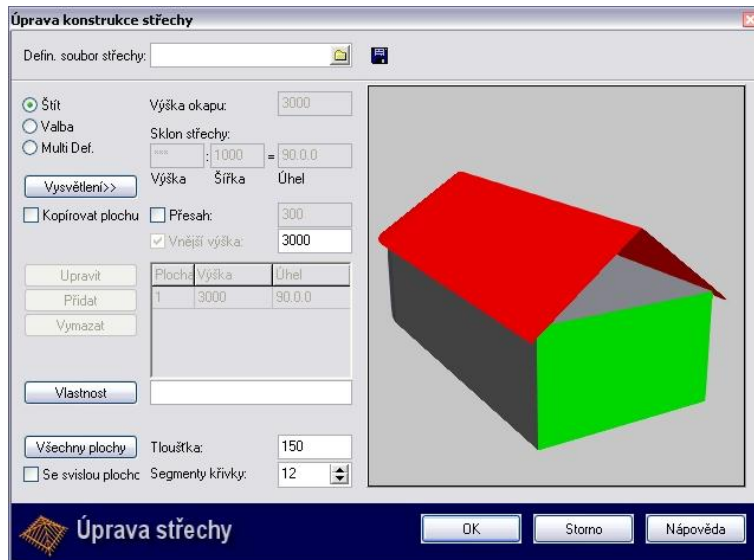 Úprava konstrukce střechy
Defin. soubor střechy:
Štít
Valba
Multi Def.
Výška okapu: 3000
Sklon střechy:
*** : 1000 = 90.0.0
Výška Šířka Úhel
Vysvětlení>>
Kopírovat plochu
Přesah: 300
Vnější výška: 3000
Upravit
Přidat
Vymazat
Plocha Výška Úhel
1 3000 90.0.0
Vlastnost
Všechny plochy
Tloušťka: 150
Se svislou plocho
Segmenty křivky: 12
Úprava střechy
OK
Storno
Nápověda